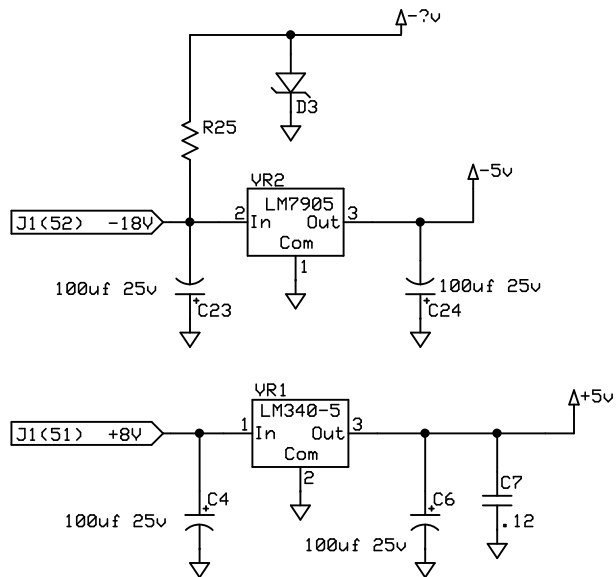 -?v
D3
R25
VR2
LM7905
-5v
J1(52) -18V
2 In Out 3
Com
1
100uf 25v
+
C23
100uf 25v
+
C24
VR1
LM340-5
+5v
J1(51) +8V
1 In Out 3
Com
2
C7
+
C4
+
C6
.12
100uf 25v
100uf 25v